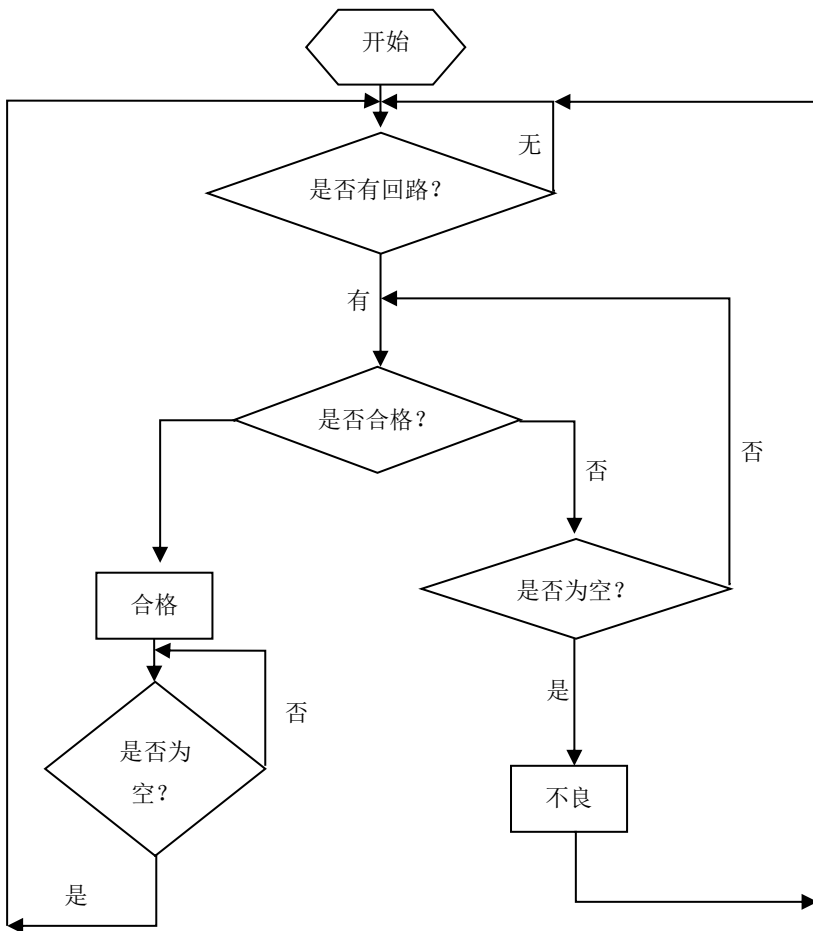 开始
无
是否有回路？
有
是否合格？
否
否
是否为空？
合格
是
否
是否为
空？
不良
是